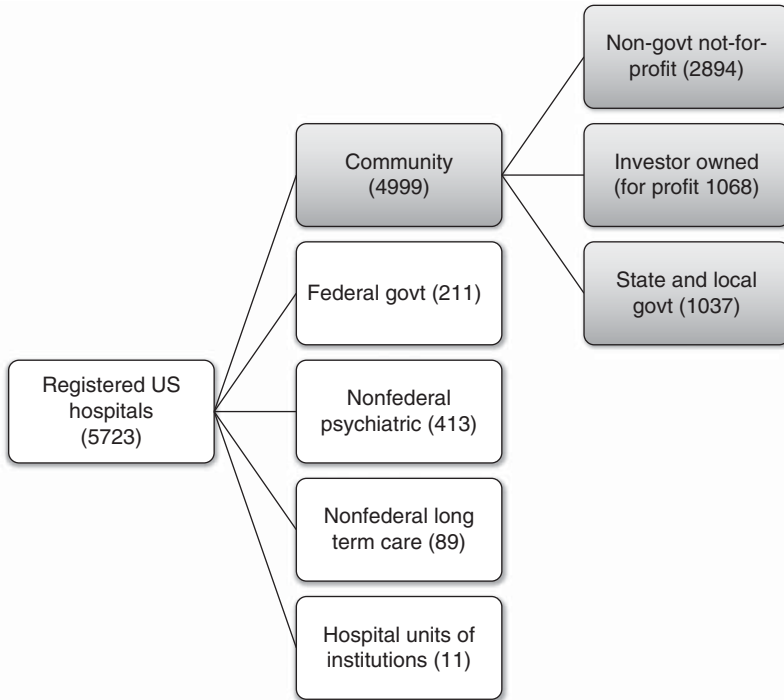 Registered US
hospitals
(5723)
Community
(4999)
Federal govt (211)
Nonfederal
psychiatric (413)
Nonfederal long
term care (89)
Hospital units of
institutions (11)
Non-govt not-for-
profit (2894)
Investor owned
(for profit 1068)
State and local
govt (1037)